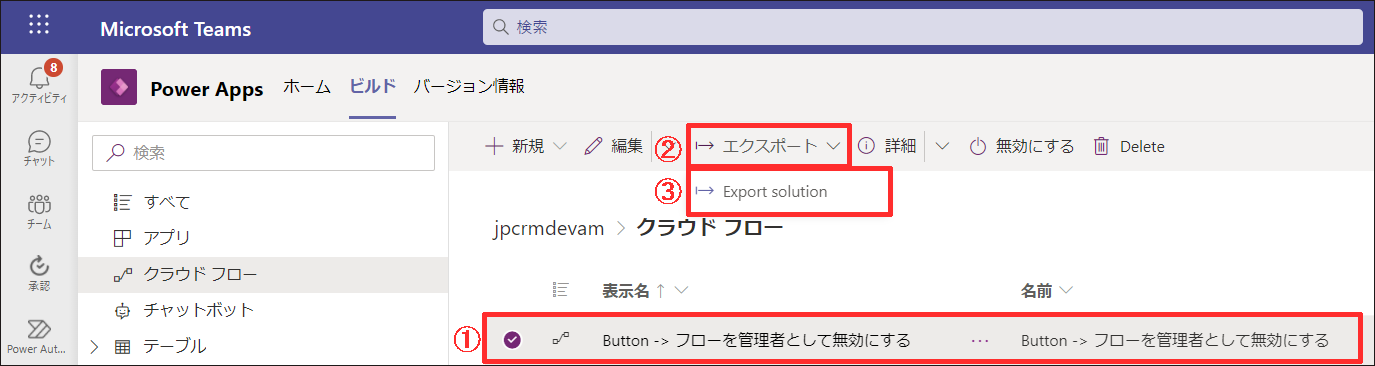 Microsoft Teams
検索
8
アクティビティ
チャット
チーム
承認
Power Aut...
Power Apps ホーム ビルド バージョン情報
検索
すべて
アプリ
クラウド フロー
チャットボット
テーブル
新規 編集 ② エクスポート 詳細 無効にする Delete
③ Export solution
jpcrmdevam > クラウド フロー
表示名 ↑ 名前
① Button -> フローを管理者として無効にする ... Button -> フローを管理者として無効にする